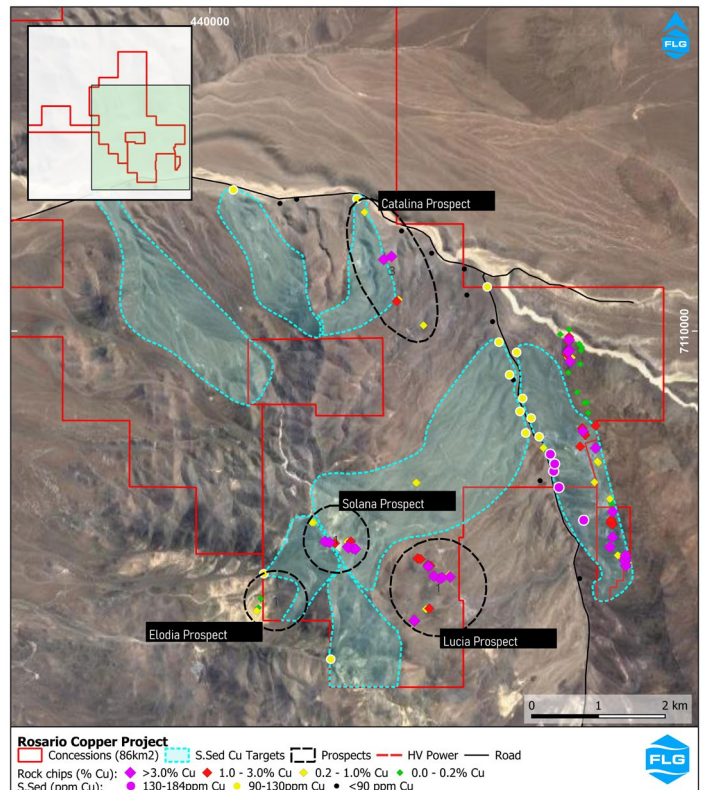 440000
FLG
Catalina Prospect
7110000
Solana Prospect
Elodia Prospect
Lucia Prospect
0 1 2 km
Rosario Copper Project
Concessions (86km2) S.Sed Cu Targets Prospects HV Power Road
Rock chips (% Cu): >3.0% Cu 1.0 - 3.0% Cu 0.2 - 1.0% Cu 0.0 - 0.2% Cu
S.Sed (ppm Cu): 130-184ppm Cu 90-130ppm Cu <90 ppm Cu
FLG